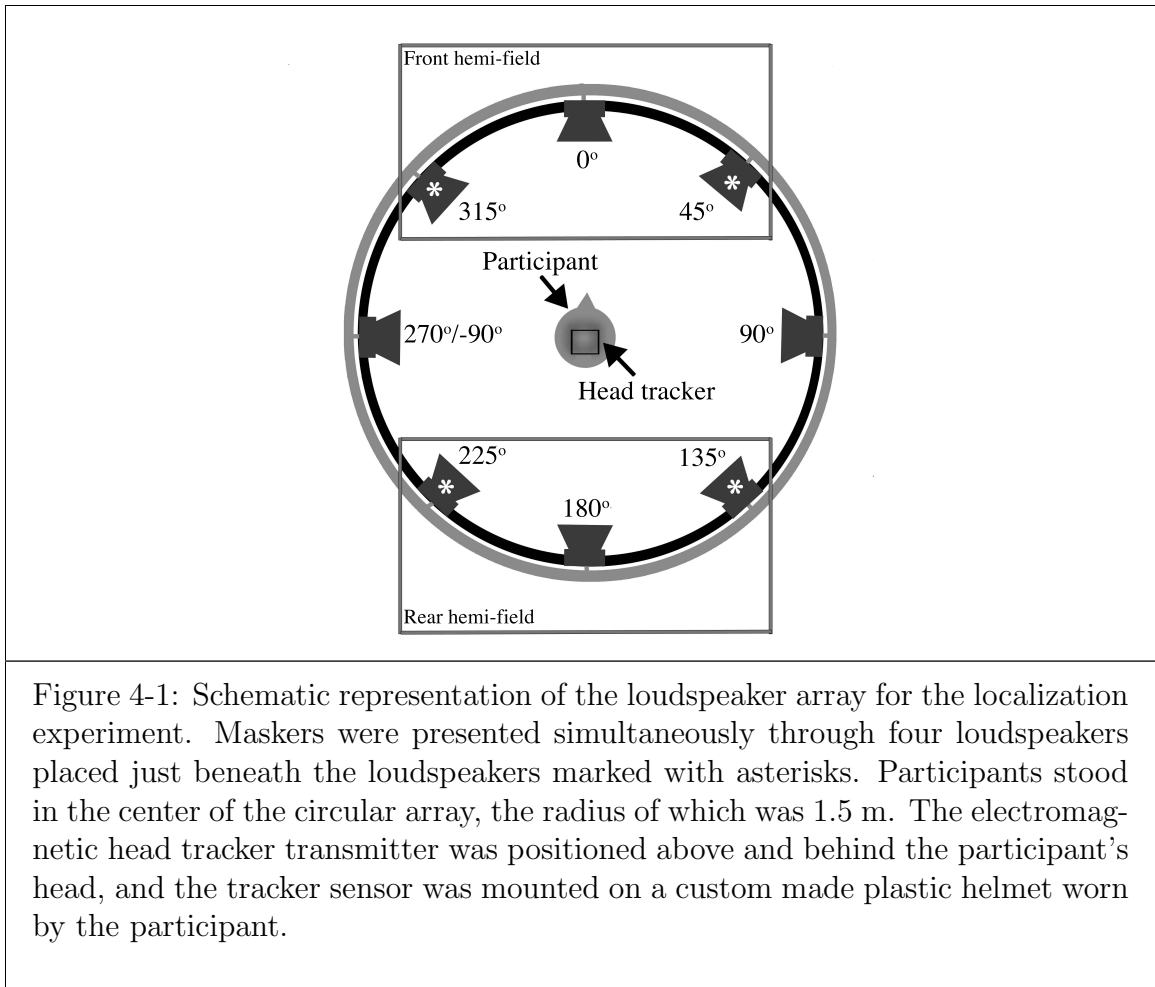 Front hemi-field
0°
315°
45°
Participant
270°/-90°
90°
Head tracker
225°
135°
180°
Rear hemi-field
Figure 4-1: Schematic representation of the loudspeaker array for the localization
experiment. Maskers were presented simultaneously through four loudspeakers
placed just beneath the loudspeakers marked with asterisks. Participants stood
in the center of the circular array, the radius of which was 1.5 m. The electromag-
netic head tracker transmitter was positioned above and behind the participant's
head, and the tracker sensor was mounted on a custom made plastic helmet worn
by the participant.